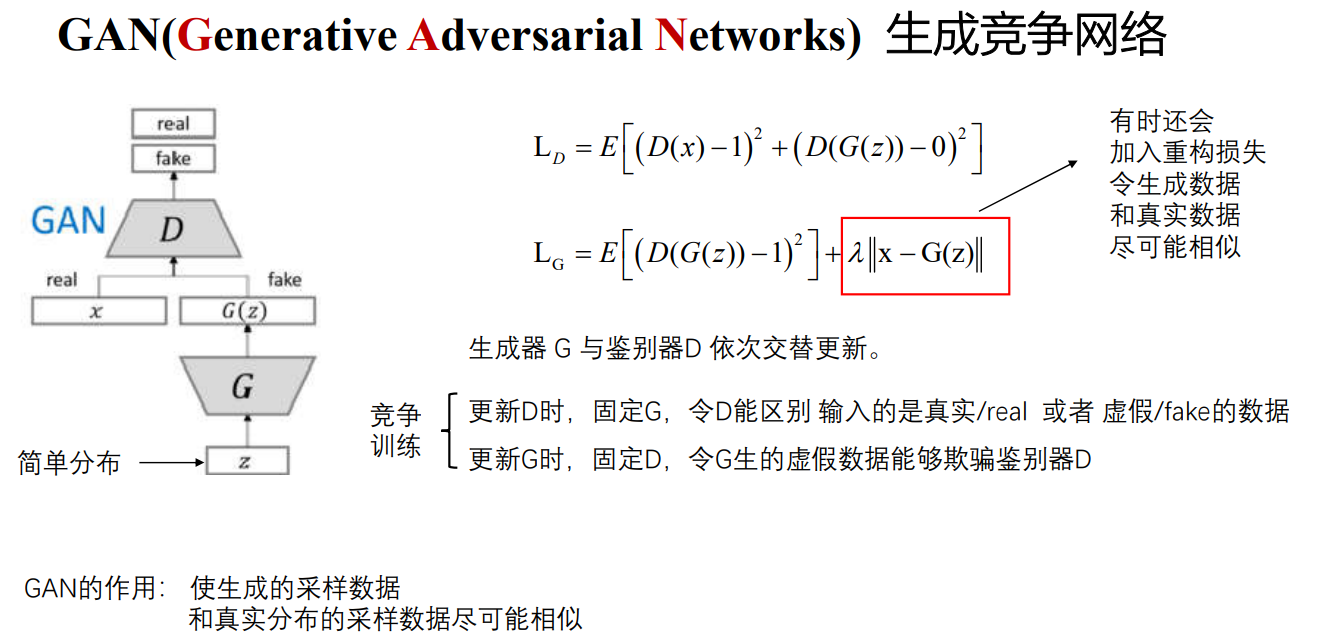 GAN(Generative Adversarial Networks) 生成竞争网络
real
fake
GAN
D
real
fake
x
G(z)
G
简单分布
z
L_D = E[(D(x)−1)² + (D(G(z))−0)²]
L_G = E[(D(G(z))−1)²] + λ‖x − G(z)‖
有时还会
加入重构损失
令生成数据
和真实数据
尽可能相似
生成器 G 与鉴别器D 依次交替更新。
竞争
训练
更新D时，固定G，令D能区别 输入的是真实/real 或者 虚假/fake的数据
更新G时，固定D，令G生的虚假数据能够欺骗鉴别器D
GAN的作用： 使生成的采样数据
和真实分布的采样数据尽可能相似